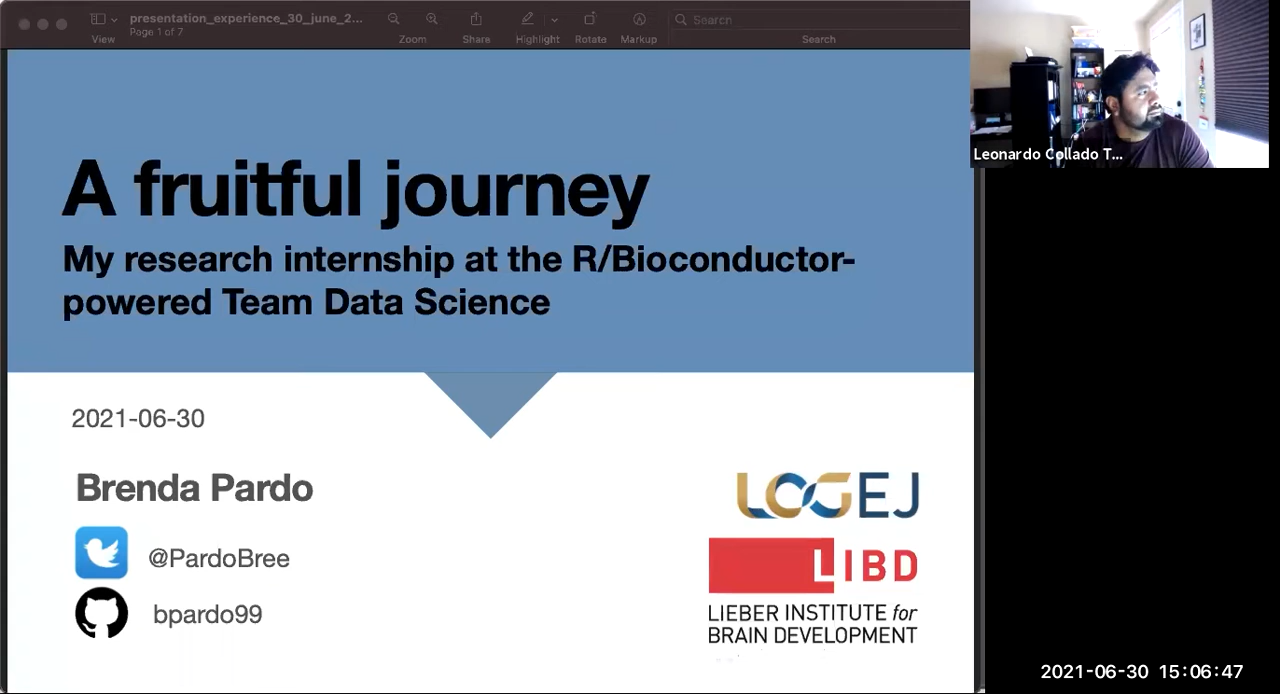 presentation_experience_30_june_2...
Page 1 of 7
View
Zoom
Share
Highlight
Rotate
Markup
Search
Search
A fruitful journey
My research internship at the R/Bioconductor-
powered Team Data Science
2021-06-30
Brenda Pardo
@PardoBree
bpardo99
LCGEJ
LIBD
LIEBER INSTITUTE for
BRAIN DEVELOPMENT
Leonardo Collado T...
2021-06-30 15:06:47